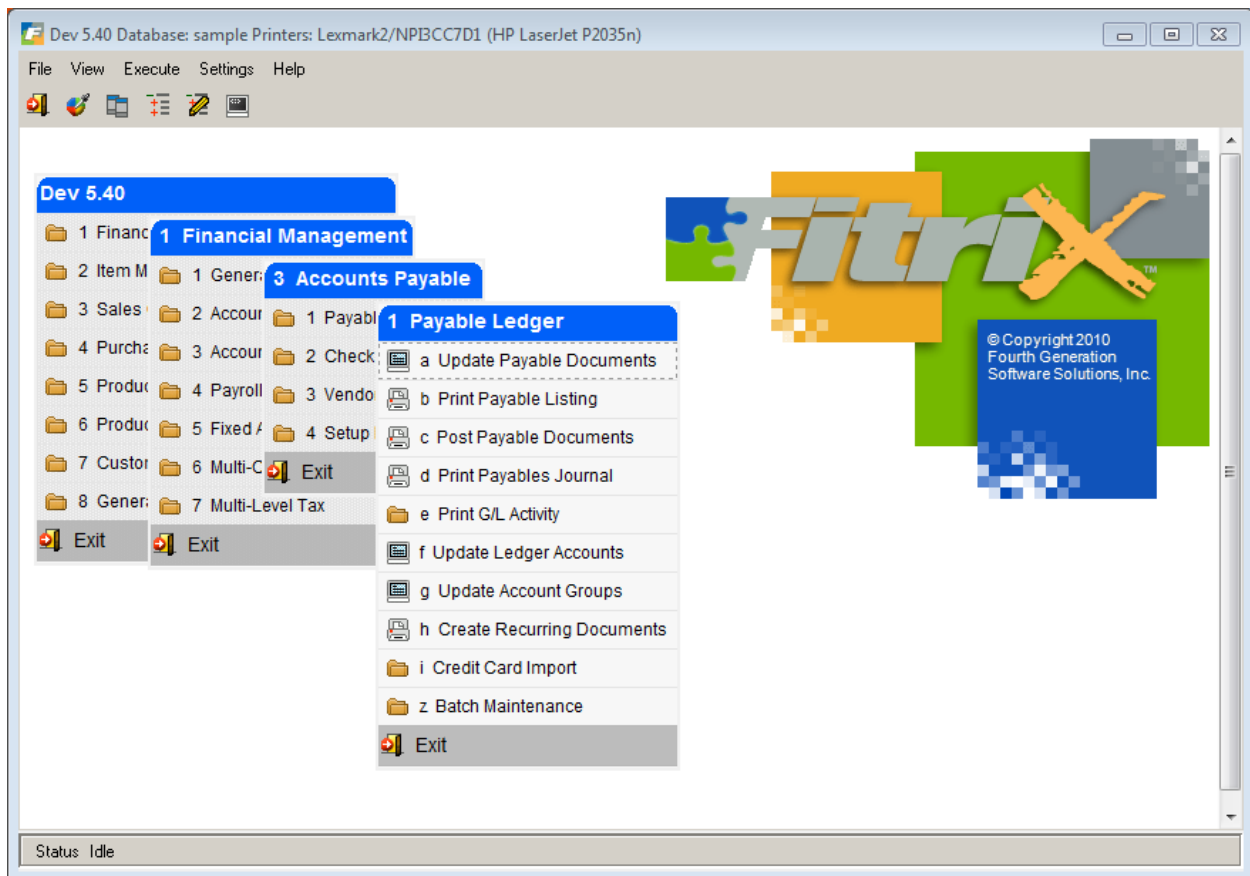 Dev 5.40 Database: sample Printers: Lexmark2/NPI3CC7D1 (HP LaserJet P2035n)
File View Execute Settings Help
Dev 5.40
1 Financ
2 Item M
3 Sales
4 Purcha
5 Produc
6 Produc
7 Custor
8 Genera
Exit
1 Financial Management
1 Genera
2 Accour
3 Accour
4 Payroll
5 Fixed A
6 Multi-C
7 Multi-Level Tax
Exit
3 Accounts Payable
1 Payabl
2 Check
3 Vendo
4 Setup
Exit
1 Payable Ledger
a Update Payable Documents
b Print Payable Listing
c Post Payable Documents
d Print Payables Journal
e Print G/L Activity
f Update Ledger Accounts
g Update Account Groups
h Create Recurring Documents
i Credit Card Import
z Batch Maintenance
Exit
FitriX ™
© Copyright 2010
Fourth Generation
Software Solutions, Inc.
Status Idle